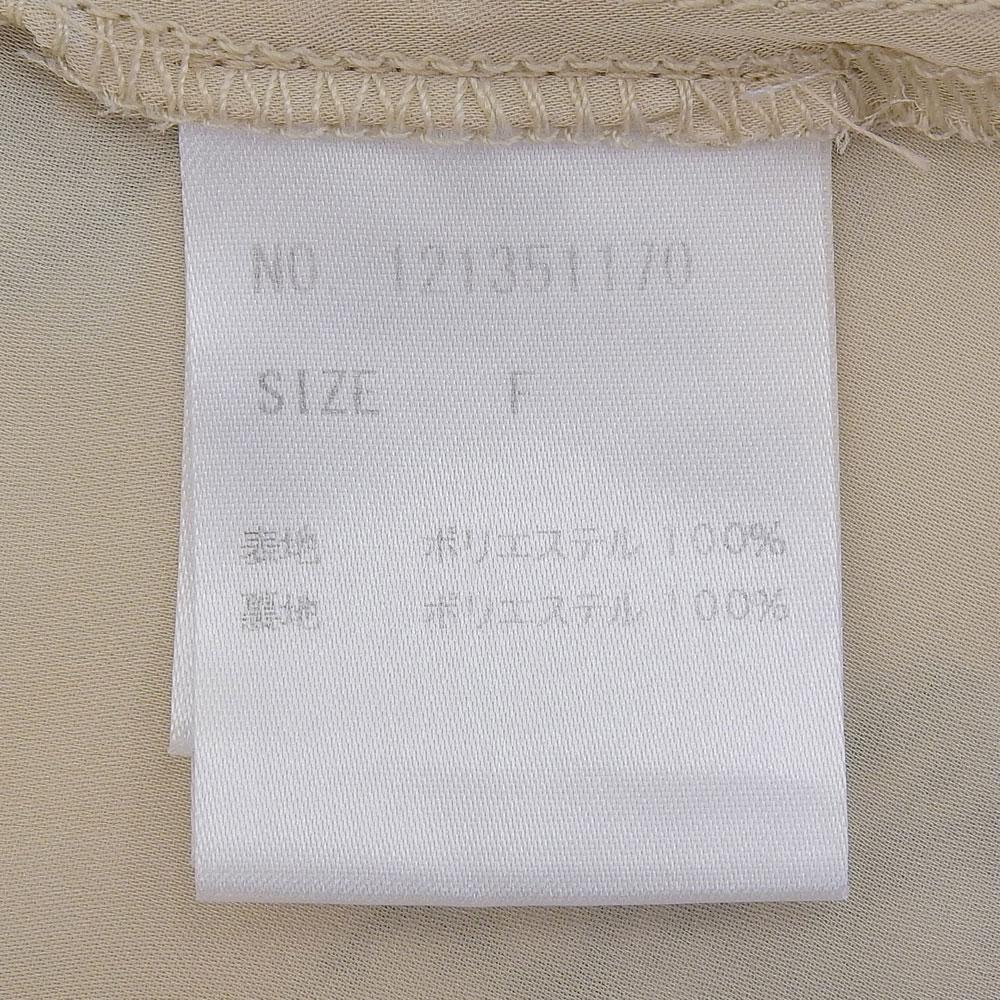 NO 121351170
SIZE F
表地 ポリエステル 100%
裏地 ポリエステル 100%